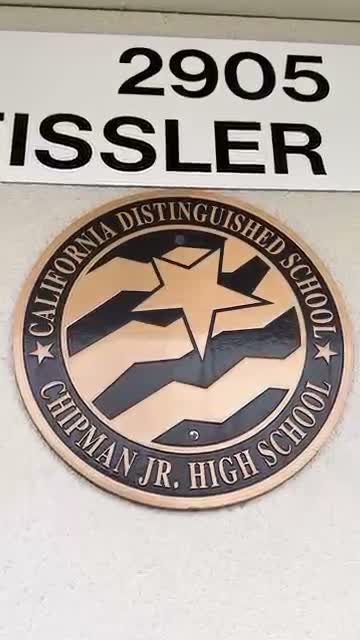 2905
TISSLER
CALIFORNIA DISTINGUISHED SCHOOL
CHIPMAN JR. HIGH SCHOOL